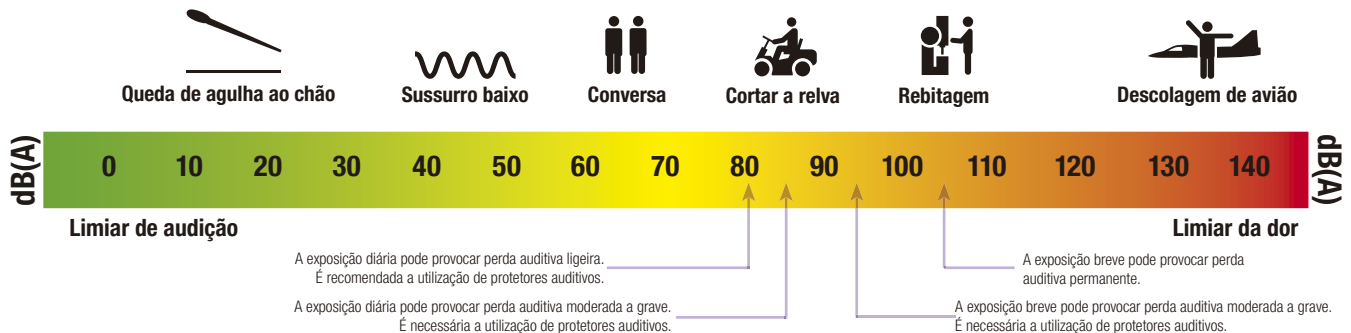 Queda de agulha ao chão
Sussurro baixo
Conversa
Cortar a relva
Rebitagem
Descolagem de avião
dB(A)
0 10 20 30 40 50 60 70 80 90 100 110 120 130 140
dB(A)
Limiar de audição
Limiar da dor
A exposição diária pode provocar perda auditiva ligeira.
É recomendada a utilização de protetores auditivos.
A exposição breve pode provocar perda
auditiva permanente.
A exposição diária pode provocar perda auditiva moderada a grave.
É necessária a utilização de protetores auditivos.
A exposição breve pode provocar perda auditiva moderada a grave.
É necessária a utilização de protetores auditivos.